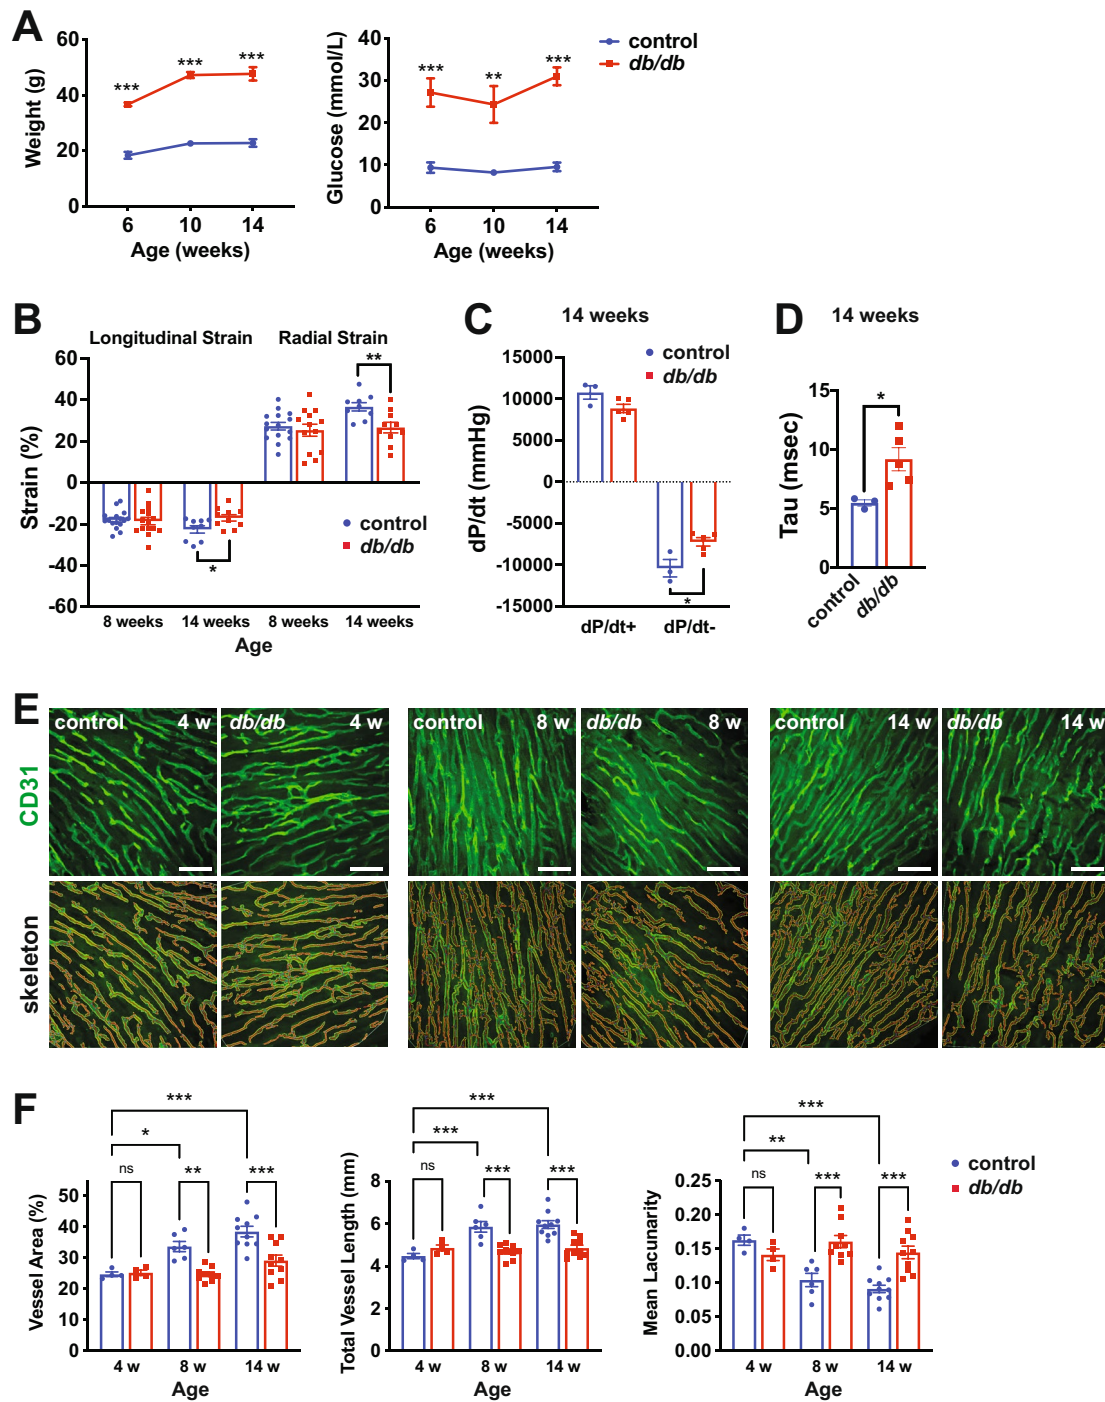 A
60
40
20
0
Weight (g)
***
***
***
6
10
14
Age (weeks)
40
30
20
10
0
Glucose (mmol/L)
***
**
***
6
10
14
Age (weeks)
control
db/db
B
Longitudinal Strain
Radial Strain
60
40
20
0
-20
-40
-60
Strain (%)
**
*
control
db/db
8 weeks
14 weeks
8 weeks
14 weeks
Age
C
14 weeks
control
db/db
15000
10000
5000
0
-5000
-10000
-15000
dP/dt (mmHg)
*
dP/dt+
dP/dt-
D
14 weeks
15
10
5
0
Tau (msec)
*
control
db/db
E
CD31
skeleton
control 4 w
db/db 4 w
control 8 w
db/db 8 w
control 14 w
db/db 14 w
F
***
*
ns
**
***
50
40
30
20
10
0
Vessel Area (%)
4 w
8 w
14 w
Age
***
***
ns
***
***
8
6
4
2
0
Total Vessel Length (mm)
4 w
8 w
14 w
Age
***
**
ns
***
***
0.25
0.20
0.15
0.10
0.05
0.00
Mean Lacunarity
4 w
8 w
14 w
Age
control
db/db